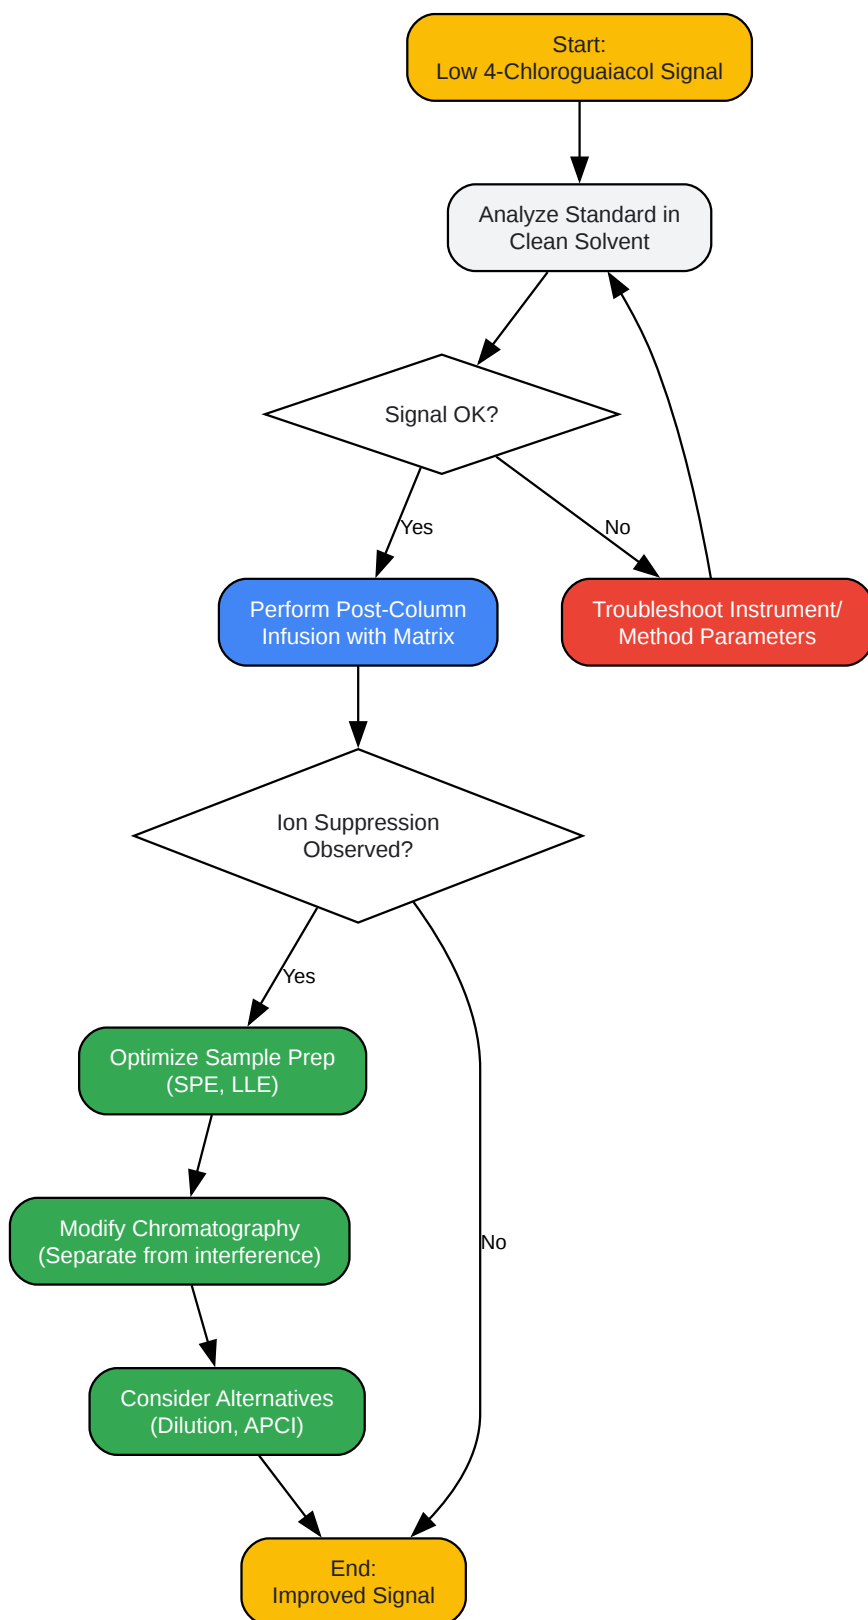 Start:
Low 4-Chloroguaiacol Signal
Analyze Standard in
Clean Solvent
Signal OK?
Yes
No
Perform Post-Column
Infusion with Matrix
Troubleshoot Instrument/
Method Parameters
Ion Suppression
Observed?
Yes
Optimize Sample Prep
(SPE, LLE)
Modify Chromatography
(Separate from interference)
No
Consider Alternatives
(Dilution, APCI)
End:
Improved Signal